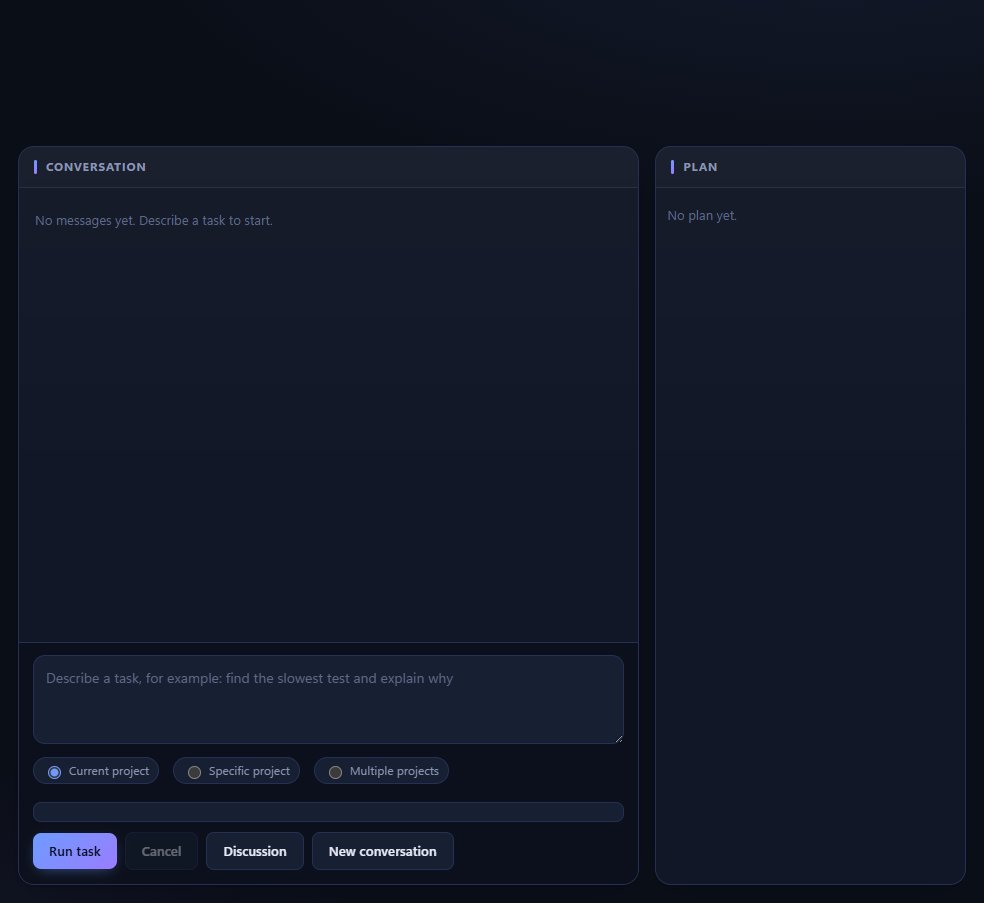 CONVERSATION
No messages yet. Describe a task to start.
PLAN
No plan yet.
Describe a task, for example: find the slowest test and explain why
Current project
Specific project
Multiple projects
Run task
Cancel
Discussion
New conversation